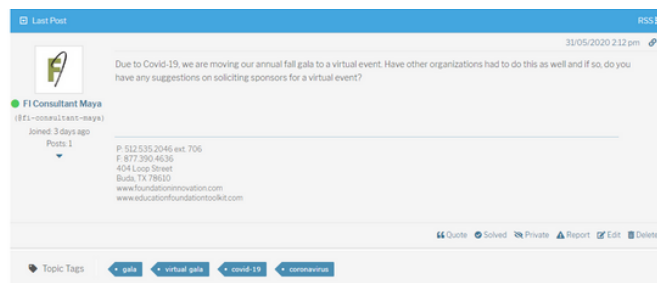 Last Post
RSS
31/05/2020 2:12 pm
Due to Covid-19, we are moving our annual fall gala to a virtual event. Have other organizations had to do this as well and if so, do you
have any suggestions on soliciting sponsors for a virtual event?
FI
FI Consultant Maya
(@fi-consultant-maya)
Joined: 3 days ago
Posts: 1
P: 512.535.2046 ext. 706
F: 877.390.4636
404 Loop Street
Buda, TX 78610
www.foundationinnovation.com
www.educationfoundationtoolkit.com
Quote Solved Private Report Edit Delete
Topic Tags gala virtual gala covid-19 coronavirus